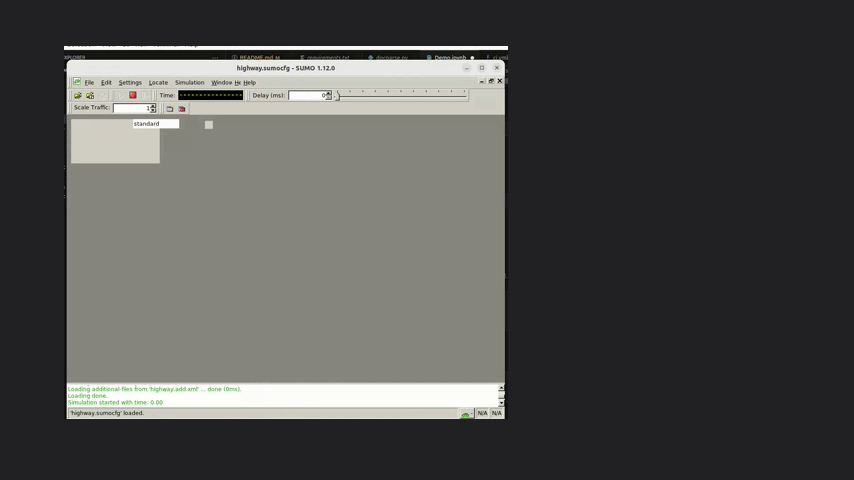 EXPLORER README.md M requirements.txt discourse.py Demo.ipynb
highway.sumocfg - SUMO 1.12.0
File Edit Settings Locate Simulation Window Help
Time: Delay (ms): 0
Scale Traffic: 1
standard
Loading additional-files from 'highway.add.xml' ... done (0ms).
Loading done.
Simulation started with time: 0.00
'highway.sumocfg' loaded. N/A N/A